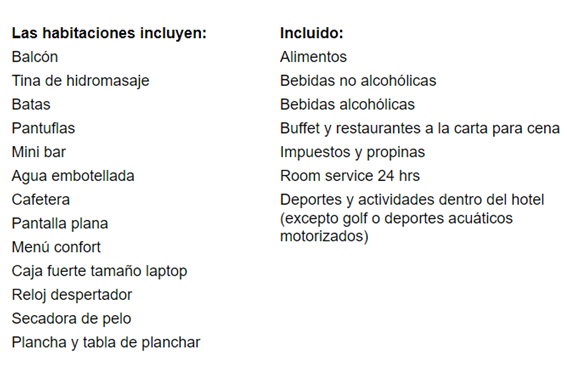 Las habitaciones incluyen:
Balcón
Tina de hidromasaje
Batas
Pantuflas
Mini bar
Agua embotellada
Cafetera
Pantalla plana
Menú confort
Caja fuerte tamaño laptop
Reloj despertador
Secadora de pelo
Plancha y tabla de planchar
Incluido:
Alimentos
Bebidas no alcohólicas
Bebidas alcohólicas
Buffet y restaurantes a la carta para cena
Impuestos y propinas
Room service 24 hrs
Deportes y actividades dentro del hotel
(excepto golf o deportes acuáticos
motorizados)